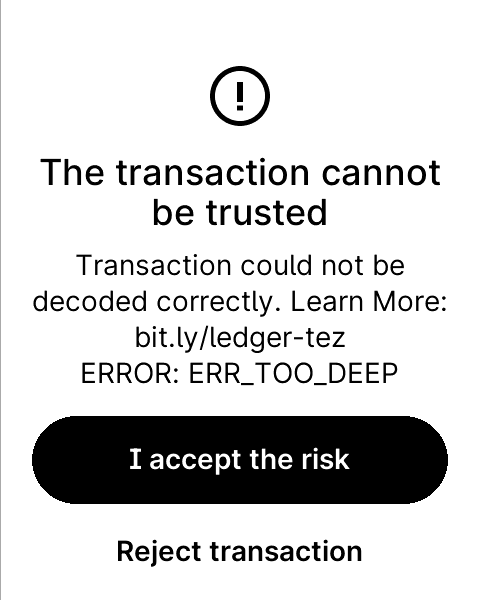 !
The transaction cannot
be trusted
Transaction could not be
decoded correctly. Learn More:
bit.ly/ledger-tez
ERROR: ERR_TOO_DEEP
I accept the risk
Reject transaction